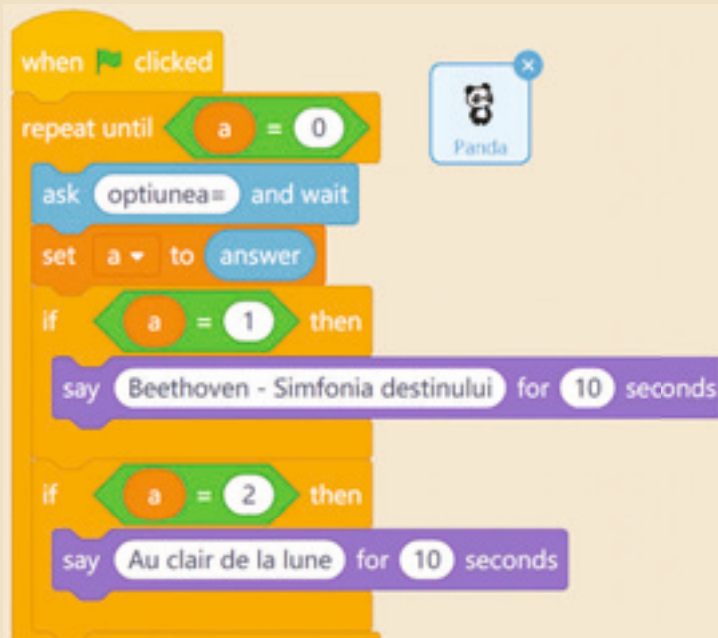 when clicked
repeat until a = 0
Panda
ask optiunea= and wait
set a to answer
if a = 1 then
say Beethoven - Simfonia destinului for 10 seconds
if a = 2 then
say Au clair de la lune for 10 seconds